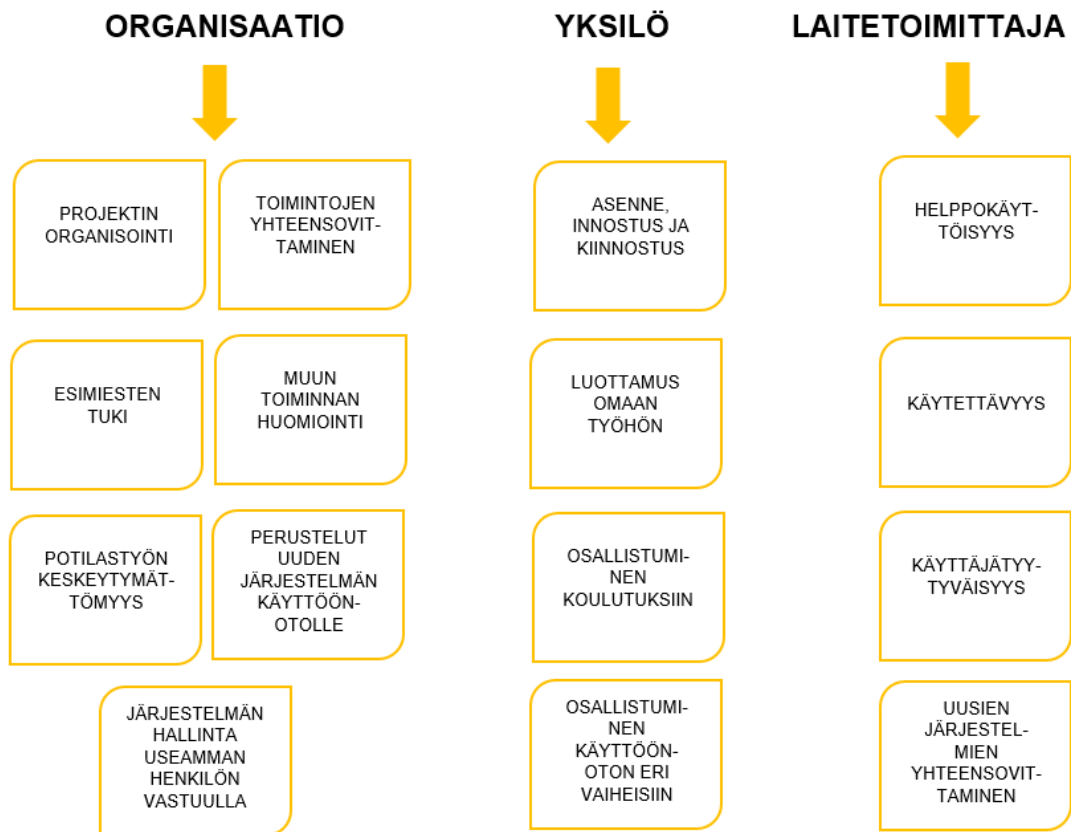 ORGANISAATIO
PROJEKTIN
ORGANISOINTI
TOIMINTOJEN
YHTEENSOVIT-
TAMINEN
ESIMIESTEN
TUKI
MUUN
TOIMINNAN
HUOMIOINTI
POTILASTYÖN
KESKEYTYMÄT-
TÖMYYS
PERUSTELUT
UUDEN
JÄRJESTELMÄN
KÄYTTÖÖN-
OTOLLE
JÄRJESTELMÄN
HALLINTA
USEAMMAN
HENKILÖN
VASTUULLA
YKSILÖ
ASENNE,
INNOSTUS JA
KIINNOSTUS
LUOTTAMUS
OMAAN
TYÖHÖN
OSALLISTUMI-
NEN
KOULUTUKSIIN
OSALLISTUMI-
NEN
KÄYTTÖÖN-
OTON ERI
VAIHEISIIN
LAITETOIMITTAJA
HELPPOKÄYT-
TÖISYYS
KÄYTETTÄVYYS
KÄYTTÄJÄTYY-
TYVÄISYYS
UUSIEN
JÄRJESTEL-
MIEN
YHTEENSOVIT-
TAMINEN